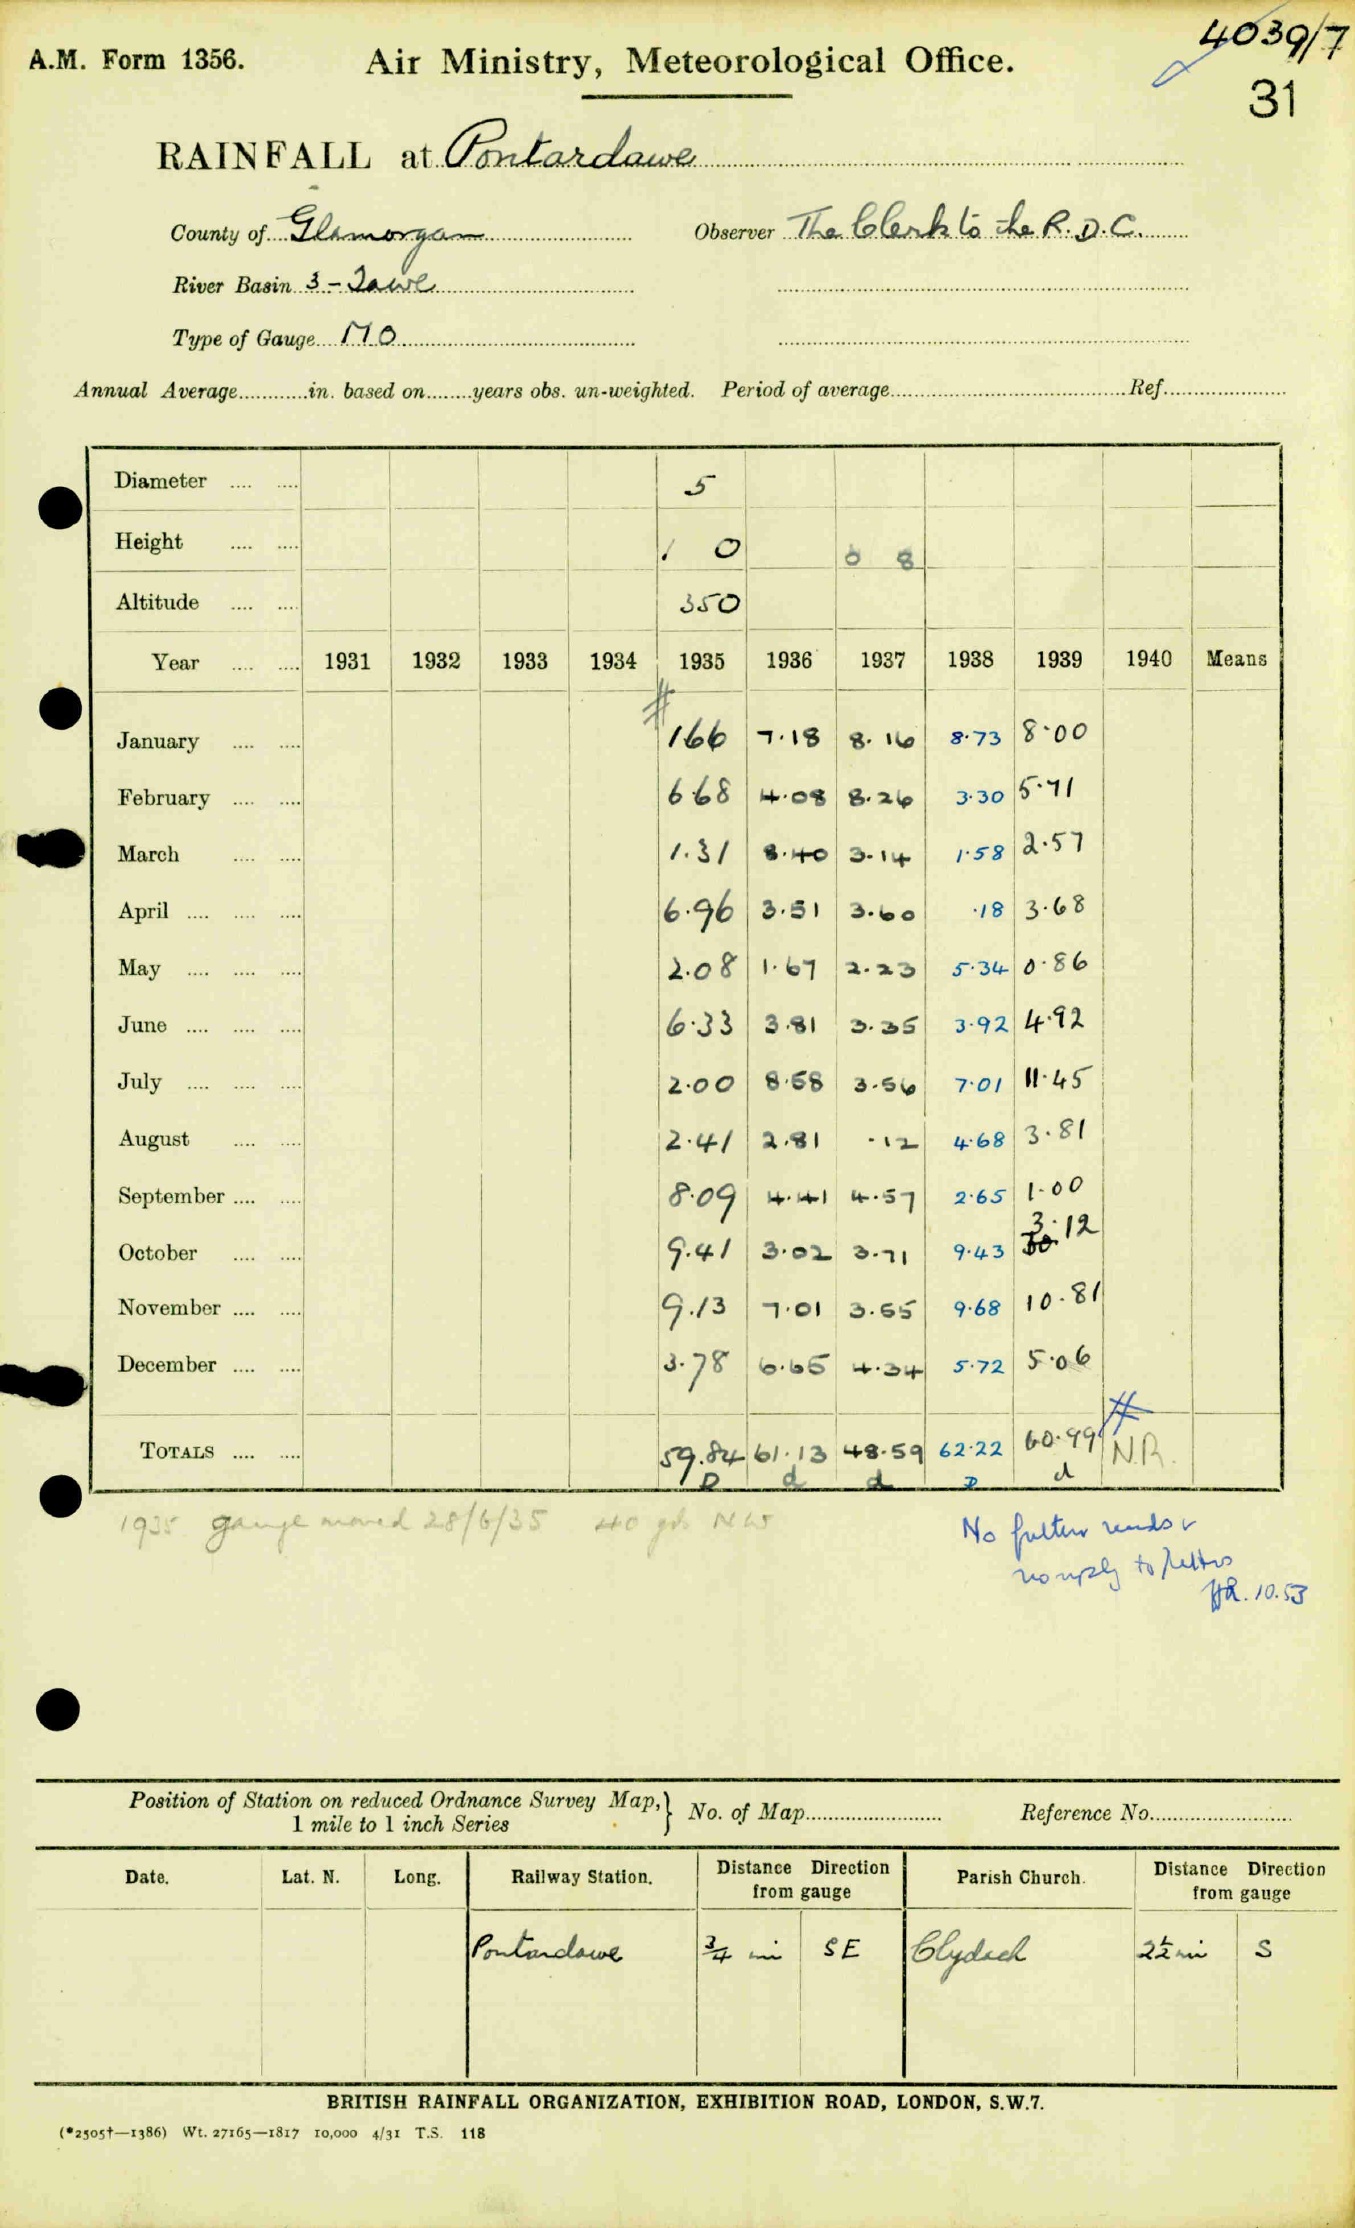 4039/7
A.M. Form 1356. Air Ministry, Meteorological Office.
31
RAINFALL at Pontardawe
County of Glamorgan Observer The Clerk to the R.D.C.
River Basin 3 - Tawe
Type of Gauge MO
Annual Average............in. based on........years obs. un-weighted. Period of average.......... Ref..........
Diameter .... .... 5
Height .... .... 1 0 0 8
Altitude .... .... 350
Year .... .... 1931 1932 1933 1934 1935 1936 1937 1938 1939 1940 Means
#
January .... .... 166 7.18 8.16 8.73 8.00
February .... .... 6.68 4.08 8.26 3.30 5.71
March .... .... 1.31 8.40 3.14 1.58 2.57
April .... .... .... 6.96 3.51 3.60 .18 3.68
May .... .... .... 2.08 1.67 2.23 5.34 0.86
June .... .... .... 6.33 3.81 3.35 3.92 4.92
July .... .... .... 2.00 8.58 3.56 7.01 11.45
August .... .... 2.41 2.81 .12 4.68 3.81
September .... .... 8.09 4.41 4.57 2.65 1.00
October .... .... 9.41 3.02 3.71 9.43 3.12
November .... .... 9.13 7.01 3.55 9.68 10.81
December .... .... 3.78 6.65 4.34 5.72 5.06
#
TOTALS .... .... 59.84 61.13 48.59 62.22 60.99 N.R.
D d d D d
1935 gauge moved 28/6/35 40 yds NW
No further records &
no reply to letters
10.53
Position of Station on reduced Ordnance Survey Map, } No. of Map.......... Reference No..........
1 mile to 1 inch Series
Date. Lat. N. Long. Railway Station. Distance Direction from gauge Parish Church. Distance Direction from gauge
Pontardawe 3/4 mi SE Clydach 2 1/2 mi S
BRITISH RAINFALL ORGANIZATION, EXHIBITION ROAD, LONDON, S.W.7.
(*2505†—1386) Wt. 27165—1817 10,000 4/31 T.S. 118